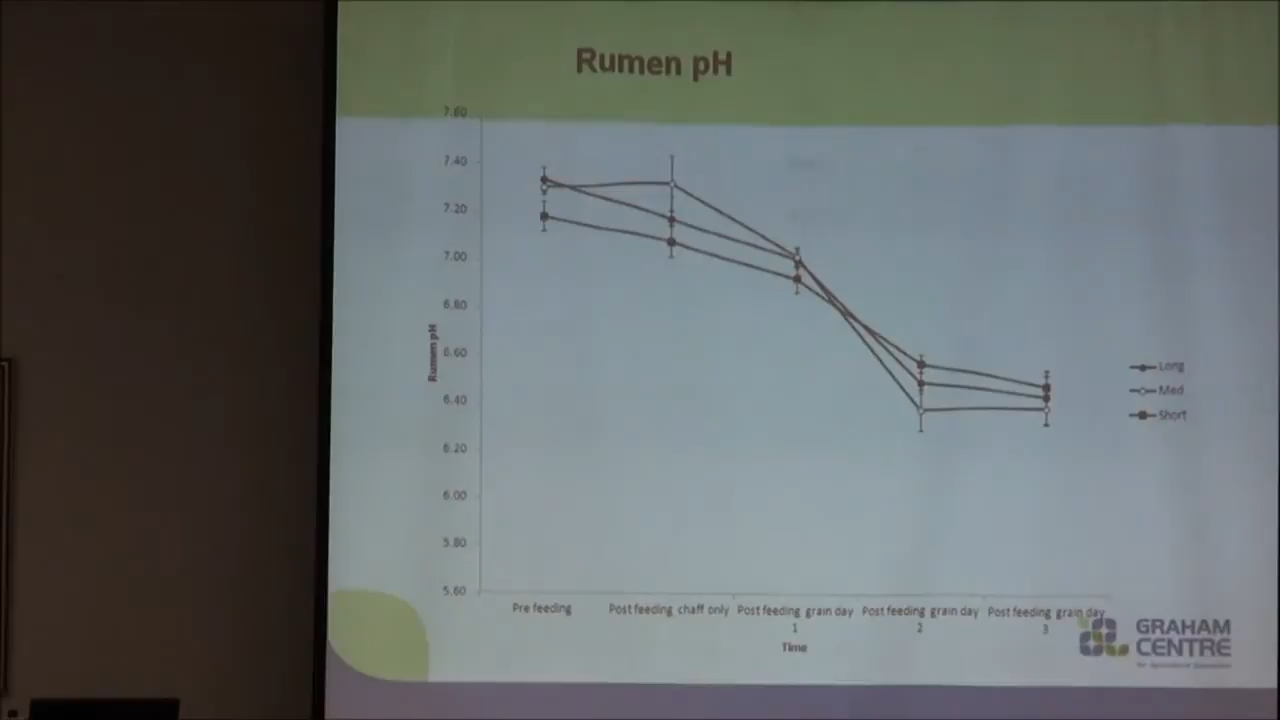 Rumen pH
7.60
7.40
7.20
7.00
6.80
6.60
6.40
6.20
6.00
5.80
5.60
Rumen pH
Pre feeding
Post feeding chaff only
Post feeding grain day
1
Post feeding grain day
2
Post feeding grain day
3
Time
Long
Med
Short
GRAHAM
CENTRE